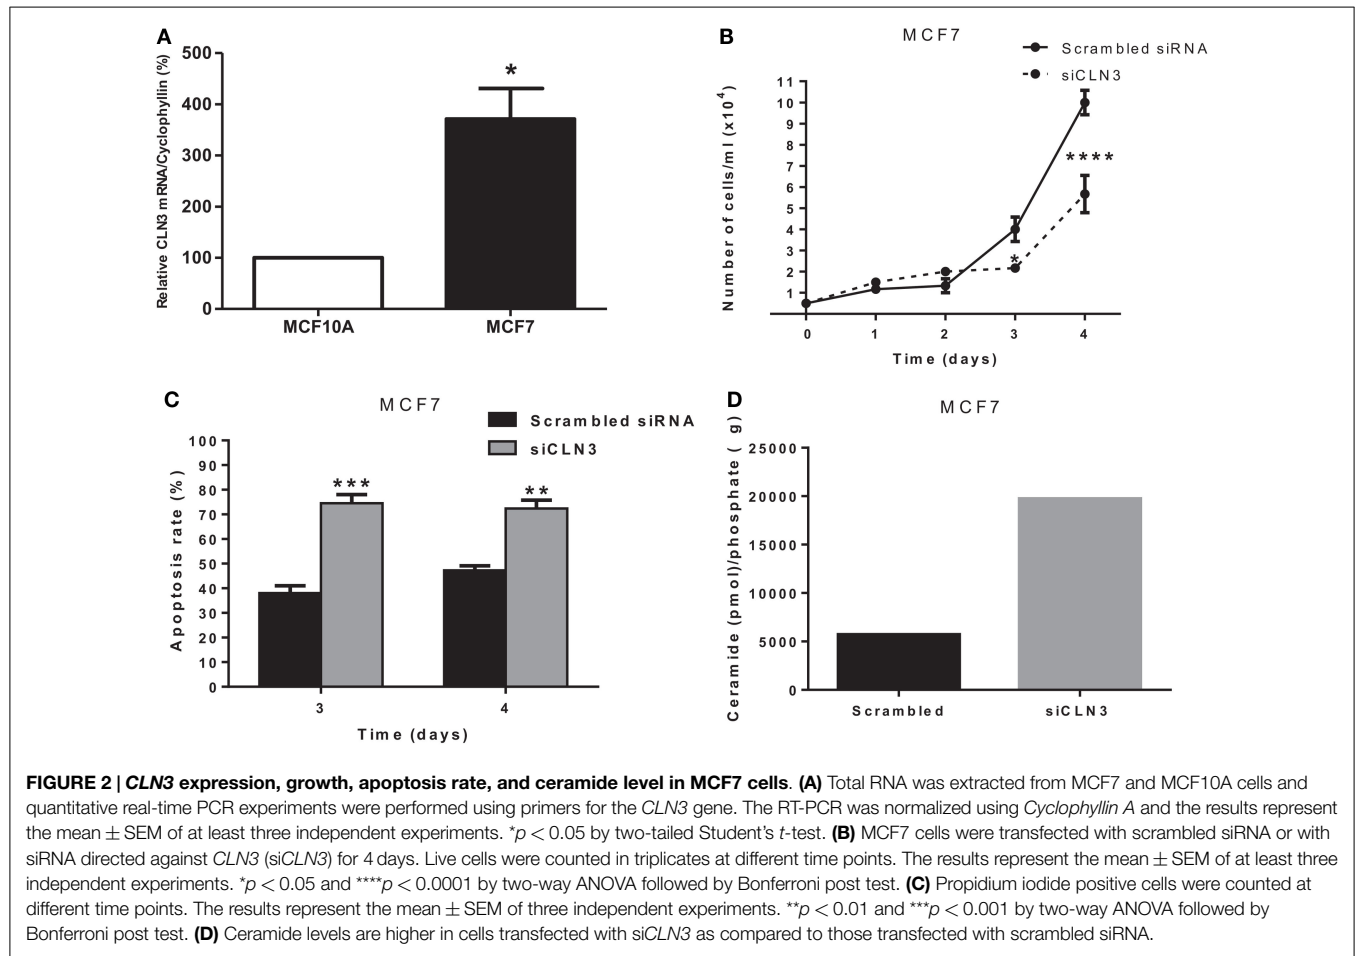 A
Relative CLN3 mRNA/Cyclophyllin (%)
500
400
300
200
100
0
*
MCF10A
MCF7
B
MCF7
Scrambled siRNA
siCLN3
Number of cells/ml (x10⁴)
11
10
9
8
7
6
5
4
3
2
1
****
*
0
1
2
3
4
Time (days)
C
MCF7
Scrambled siRNA
siCLN3
Apoptosis rate (%)
100
90
80
70
60
50
40
30
20
10
0
***
**
3
4
Time (days)
D
MCF7
Ceramide (pmol)/phosphate ( g)
25000
20000
15000
10000
5000
0
Scrambled
siCLN3
FIGURE 2 | CLN3 expression, growth, apoptosis rate, and ceramide level in MCF7 cells. (A) Total RNA was extracted from MCF7 and MCF10A cells and
quantitative real-time PCR experiments were performed using primers for the CLN3 gene. The RT-PCR was normalized using Cyclophyllin A and the results represent
the mean ± SEM of at least three independent experiments. *p < 0.05 by two-tailed Student's t-test. (B) MCF7 cells were transfected with scrambled siRNA or with
siRNA directed against CLN3 (siCLN3) for 4 days. Live cells were counted in triplicates at different time points. The results represent the mean ± SEM of at least three
independent experiments. *p < 0.05 and ****p < 0.0001 by two-way ANOVA followed by Bonferroni post test. (C) Propidium iodide positive cells were counted at
different time points. The results represent the mean ± SEM of three independent experiments. **p < 0.01 and ***p < 0.001 by two-way ANOVA followed by
Bonferroni post test. (D) Ceramide levels are higher in cells transfected with siCLN3 as compared to those transfected with scrambled siRNA.